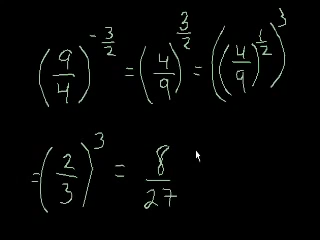 (9/4)^(-3/2) = (4/9)^(3/2) = ((4/9)^(1/2))^3
= (2/3)^3 = 8/27